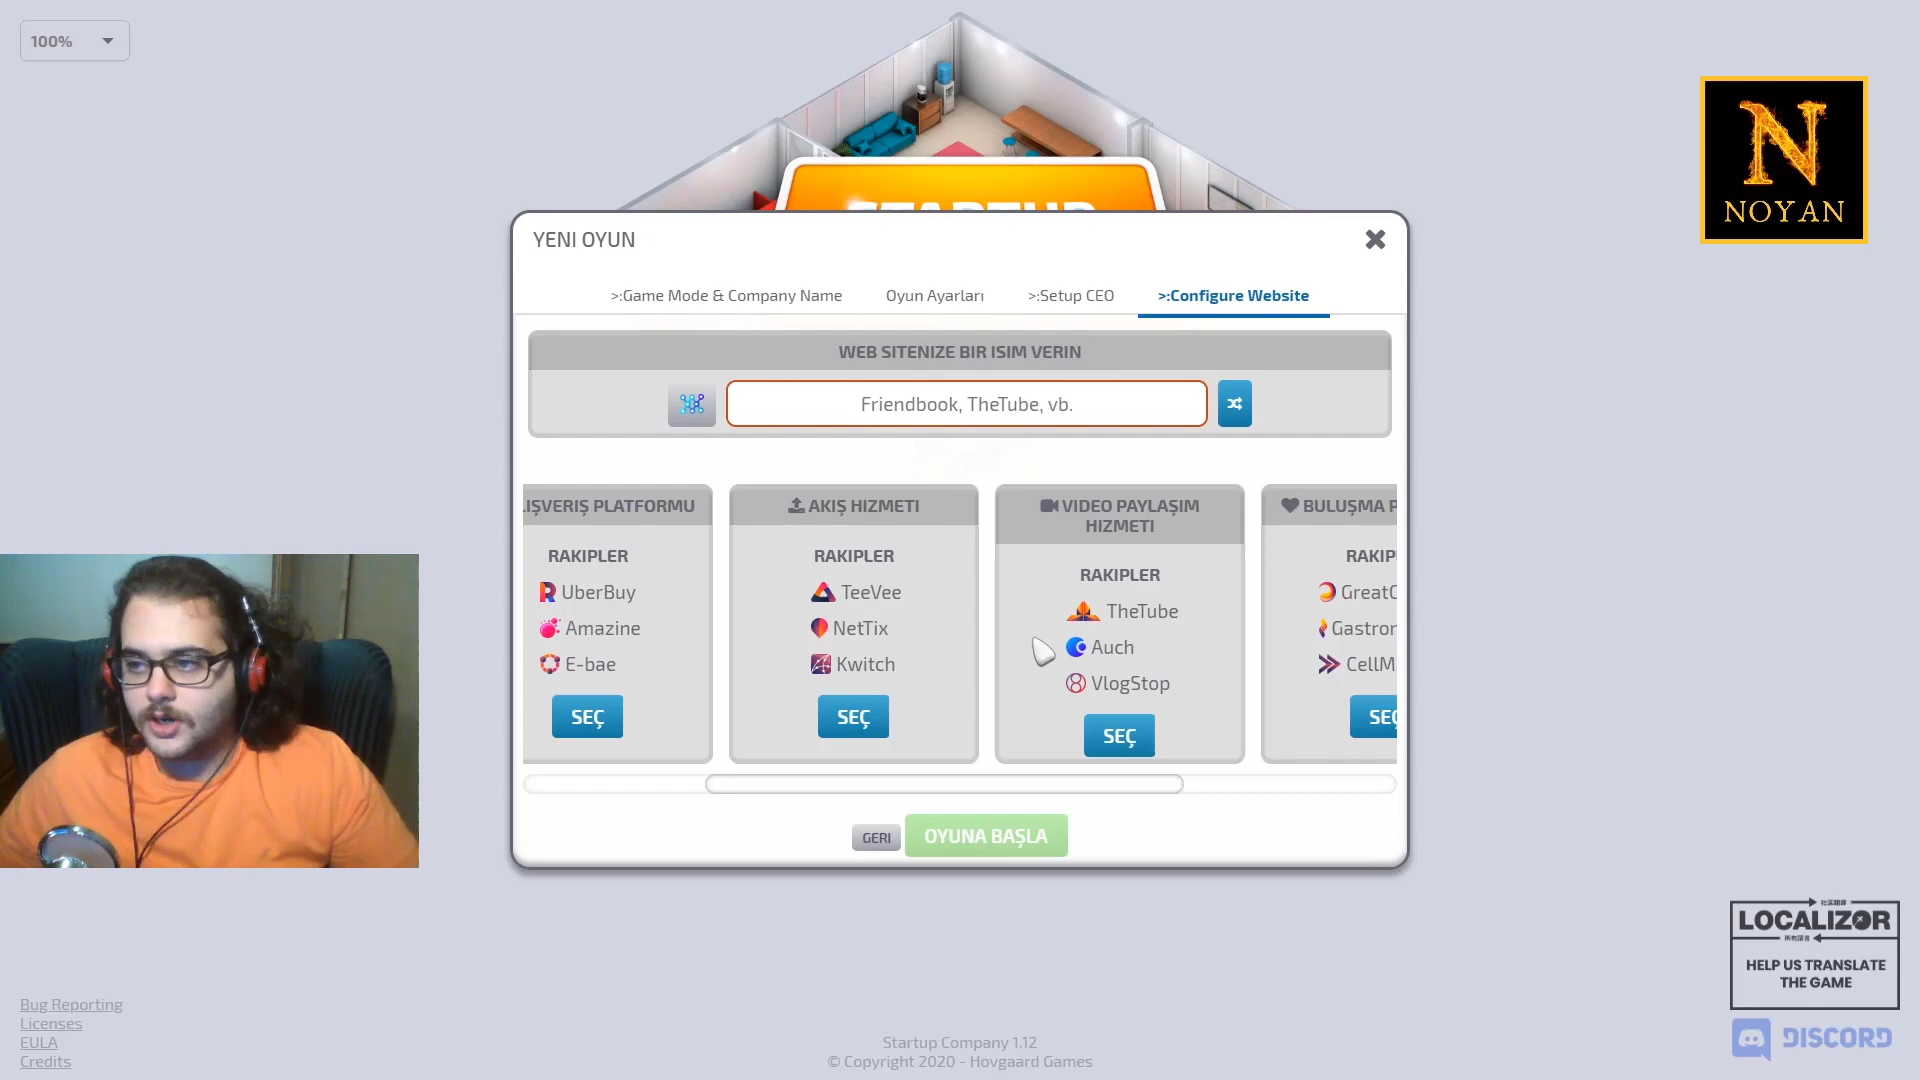 100%
NOYAN
YENİ OYUN
>:Game Mode & Company Name
Oyun Ayarları
>:Setup CEO
>:Configure Website
WEB SITENIZE BIR ISIM VERIN
Friendbook, TheTube, vb.
IŞVERIŞ PLATFORMU
RAKIPLER
UberBuy
Amazine
E-bae
SEÇ
AKIŞ HIZMETI
RAKIPLER
TeeVee
NetTix
Kwitch
SEÇ
VIDEO PAYLAŞIM
HIZMETI
RAKIPLER
TheTube
Auch
VlogStop
SEÇ
BULUŞMA P
RAKIP
Great
Gastror
CellM
SEÇ
GERI
OYUNA BAŞLA
LOCALIZOR
HELP US TRANSLATE
THE GAME
DISCORD
Bug Reporting
Licenses
EULA
Credits
Startup Company 1.12
© Copyright 2020 - Hovgaard Games